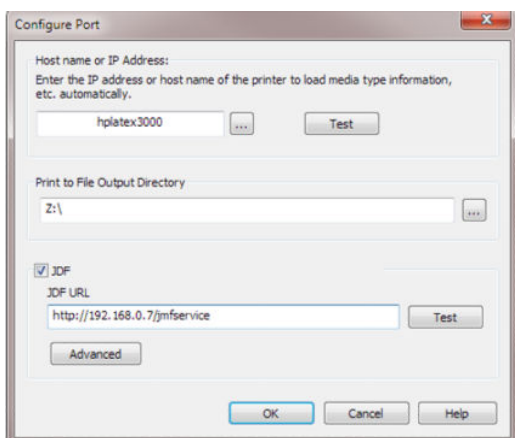 Configure Port
Host name or IP Address:
Enter the IP address or host name of the printer to load media type information,
etc. automatically.
hplatex3000 ... Test
Print to File Output Directory
Z:\ ...
JDF
JDF URL
http://192.168.0.7/jmfservice Test
Advanced
OK Cancel Help